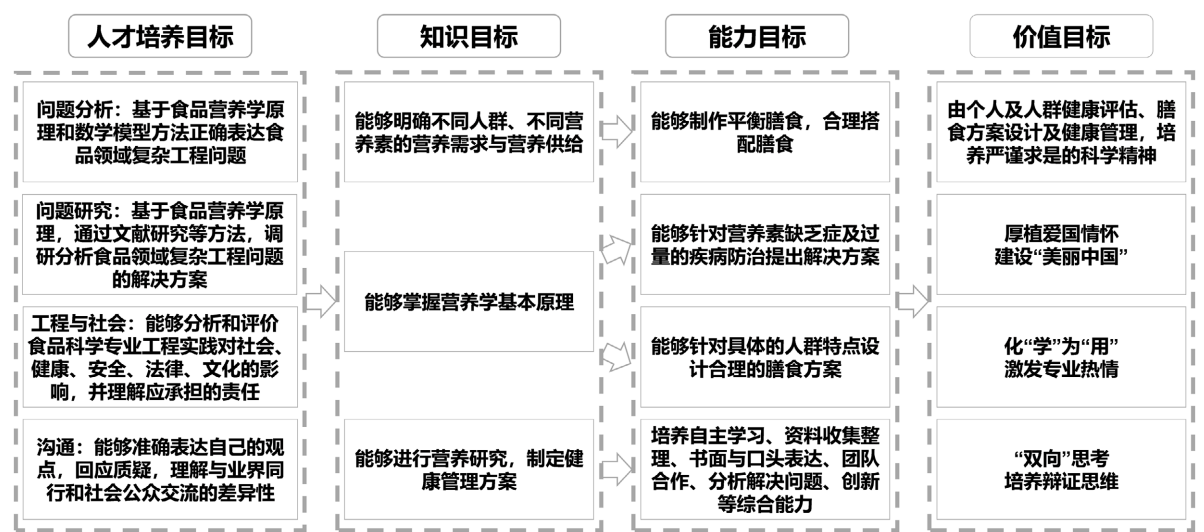 人才培养目标
问题分析：基于食品营养学原
理和数学模型方法正确表达食
品领域复杂工程问题
问题研究：基于食品营养学原
理，通过文献研究等方法，调
研分析食品领域复杂工程问题
的解决方案
工程与社会：能够分析和评价
食品科学专业工程实践对社会、
健康、安全、法律、文化的影
响，并理解应承担的责任
沟通：能够准确表达自己的观
点，回应质疑，理解与业界同
行和社会公众交流的差异性
知识目标
能够明确不同人群、不同营
养素的营养需求与营养供给
能够掌握营养学基本原理
能够进行营养研究，制定健
康管理方案
能力目标
能够制作平衡膳食，合理搭
配膳食
能够针对营养素缺乏症及过
量的疾病防治提出解决方案
能够针对具体的人群特点设
计合理的膳食方案
培养自主学习、资料收集整
理、书面与口头表达、团队
合作、分析解决问题、创新
等综合能力
价值目标
由个人及人群健康评估、膳
食方案设计及健康管理，培
养严谨求是的科学精神
厚植爱国情怀
建设“美丽中国”
化“学”为“用”
激发专业热情
“双向”思考
培养辩证思维